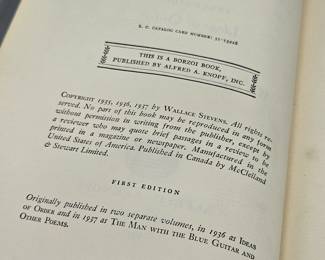 L. C. CATALOG CARD NUMBER: 52-12918
THIS IS A BORZOI BOOK,
PUBLISHED BY ALFRED A. KNOPF, INC.
COPYRIGHT 1935, 1936, 1937 BY WALLACE STEVENS. All rights re-
served. No part of this book may be reproduced in any form
without permission in writing from the publisher, except by
a reviewer who may quote brief passages in a review to be
printed in a magazine or newspaper. Manufactured in the
United States of America. Published in Canada by McClelland
& Stewart Limited.
FIRST EDITION
Originally published in two separate volumes, in 1936 as IDEAS
OF ORDER and in 1937 as THE MAN WITH THE BLUE GUITAR AND
OTHER POEMS.